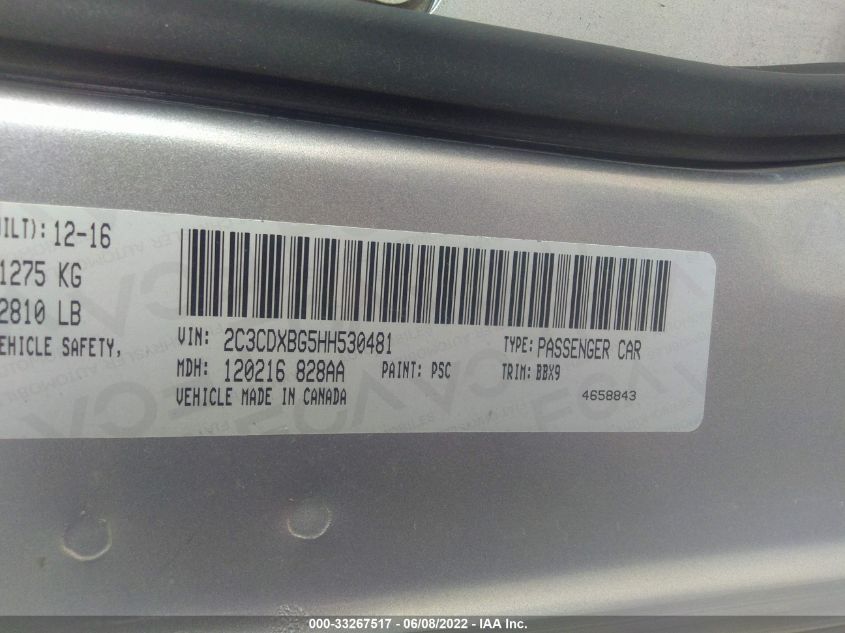 UILT): 12-16
1275 KG
2810 LB
EHICLE SAFETY,
VIN: 2C3CDXBG5HH530481 TYPE: PASSENGER CAR
MDH: 120216 828AA PAINT: PSC TRIM: BBX9
VEHICLE MADE IN CANADA 4658843
000-33267517 - 06/08/2022 - IAA Inc.